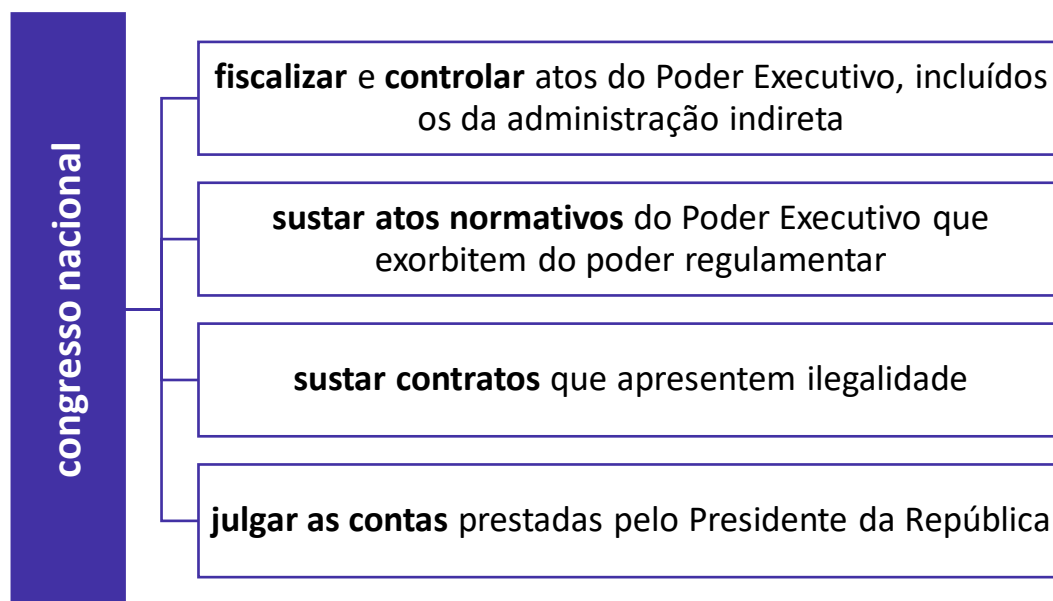 congresso nacional
fiscalizar e controlar atos do Poder Executivo, incluídos
os da administração indireta
sustar atos normativos do Poder Executivo que
exorbitem do poder regulamentar
sustar contratos que apresentem ilegalidade
julgar as contas prestadas pelo Presidente da República